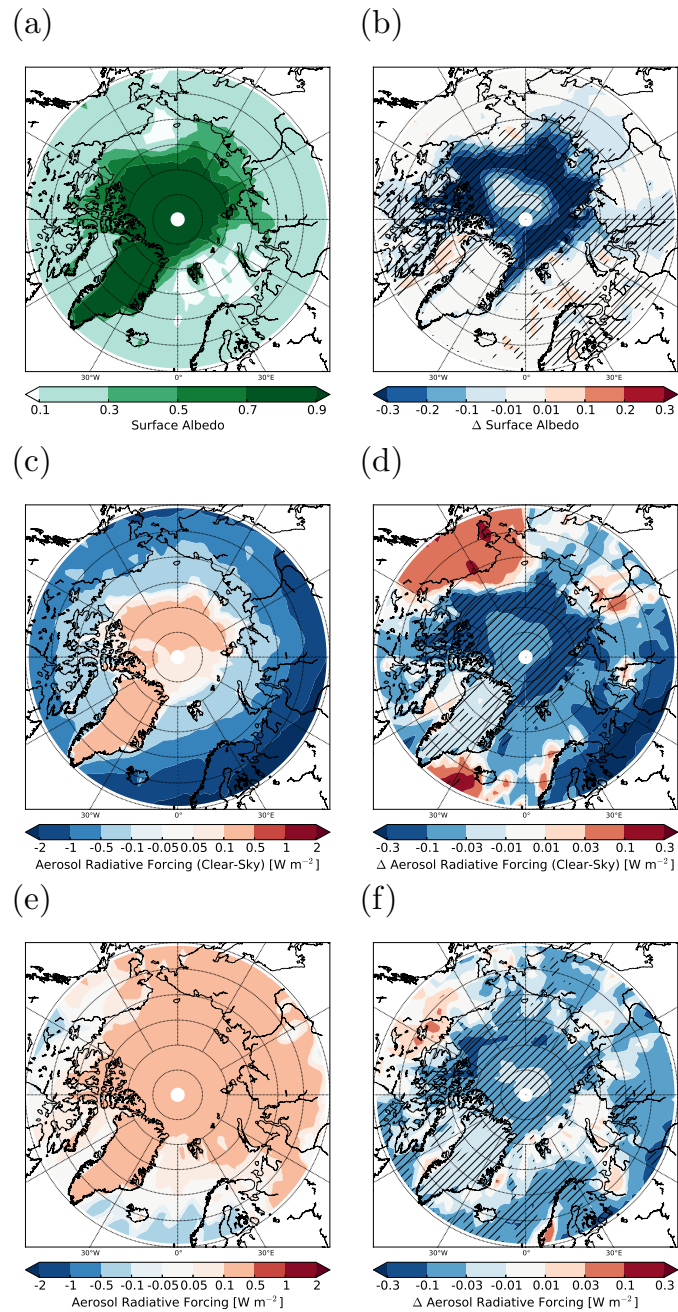 (a) (b)
30°W 0° 30°E 30°W 0° 30°E
0.1 0.3 0.5 0.7 0.9 -0.3 -0.2 -0.1 -0.01 0.01 0.1 0.2 0.3
Surface Albedo Δ Surface Albedo
(c) (d)
30°W 0° 30°E 30°W 0° 30°E
-2 -1 -0.5 -0.1 -0.05 0.05 0.1 0.5 1 2 -0.3 -0.1 -0.03 -0.01 0.01 0.03 0.1 0.3
Aerosol Radiative Forcing (Clear-Sky) [W m⁻²] Δ Aerosol Radiative Forcing (Clear-Sky) [W m⁻²]
(e) (f)
30°W 0° 30°E 30°W 0° 30°E
-2 -1 -0.5 -0.1 -0.05 0.05 0.1 0.5 1 2 -0.3 -0.1 -0.03 -0.01 0.01 0.03 0.1 0.3
Aerosol Radiative Forcing [W m⁻²] Δ Aerosol Radiative Forcing [W m⁻²]